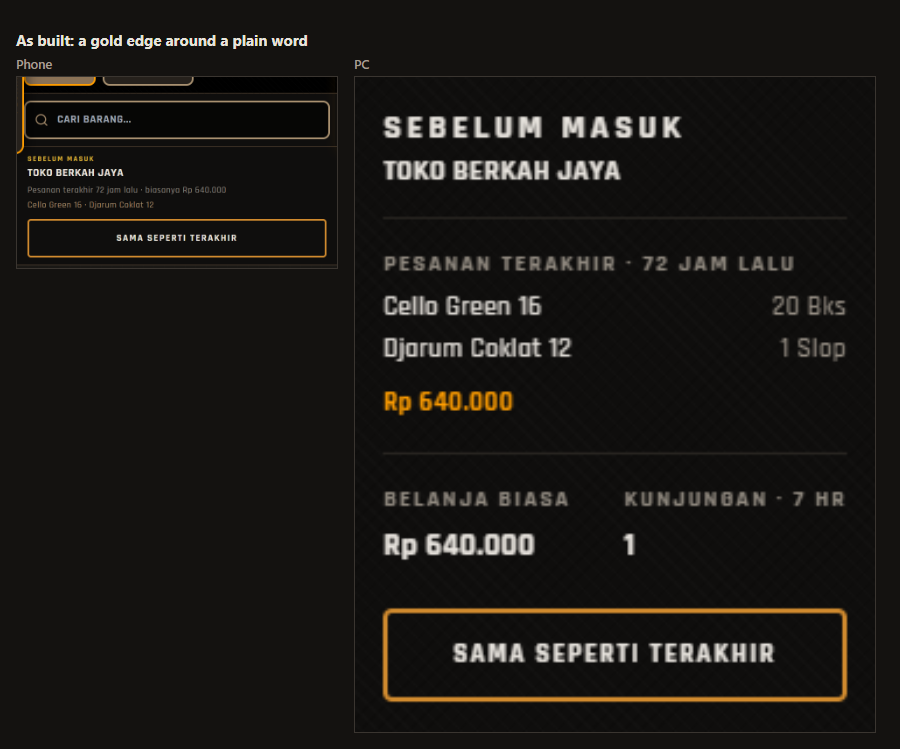 As built: a gold edge around a plain word
Phone
CARI BARANG...
SEBELUM MASUK
TOKO BERKAH JAYA
Pesanan terakhir 72 jam lalu · biasanya Rp 640.000
Cello Green 16 · Djarum Coklat 12
SAMA SEPERTI TERAKHIR
PC
SEBELUM MASUK
TOKO BERKAH JAYA
PESANAN TERAKHIR · 72 JAM LALU
Cello Green 16 20 Bks
Djarum Coklat 12 1 Slop
Rp 640.000
BELANJA BIASA KUNJUNGAN · 7 HR
Rp 640.000 1
SAMA SEPERTI TERAKHIR